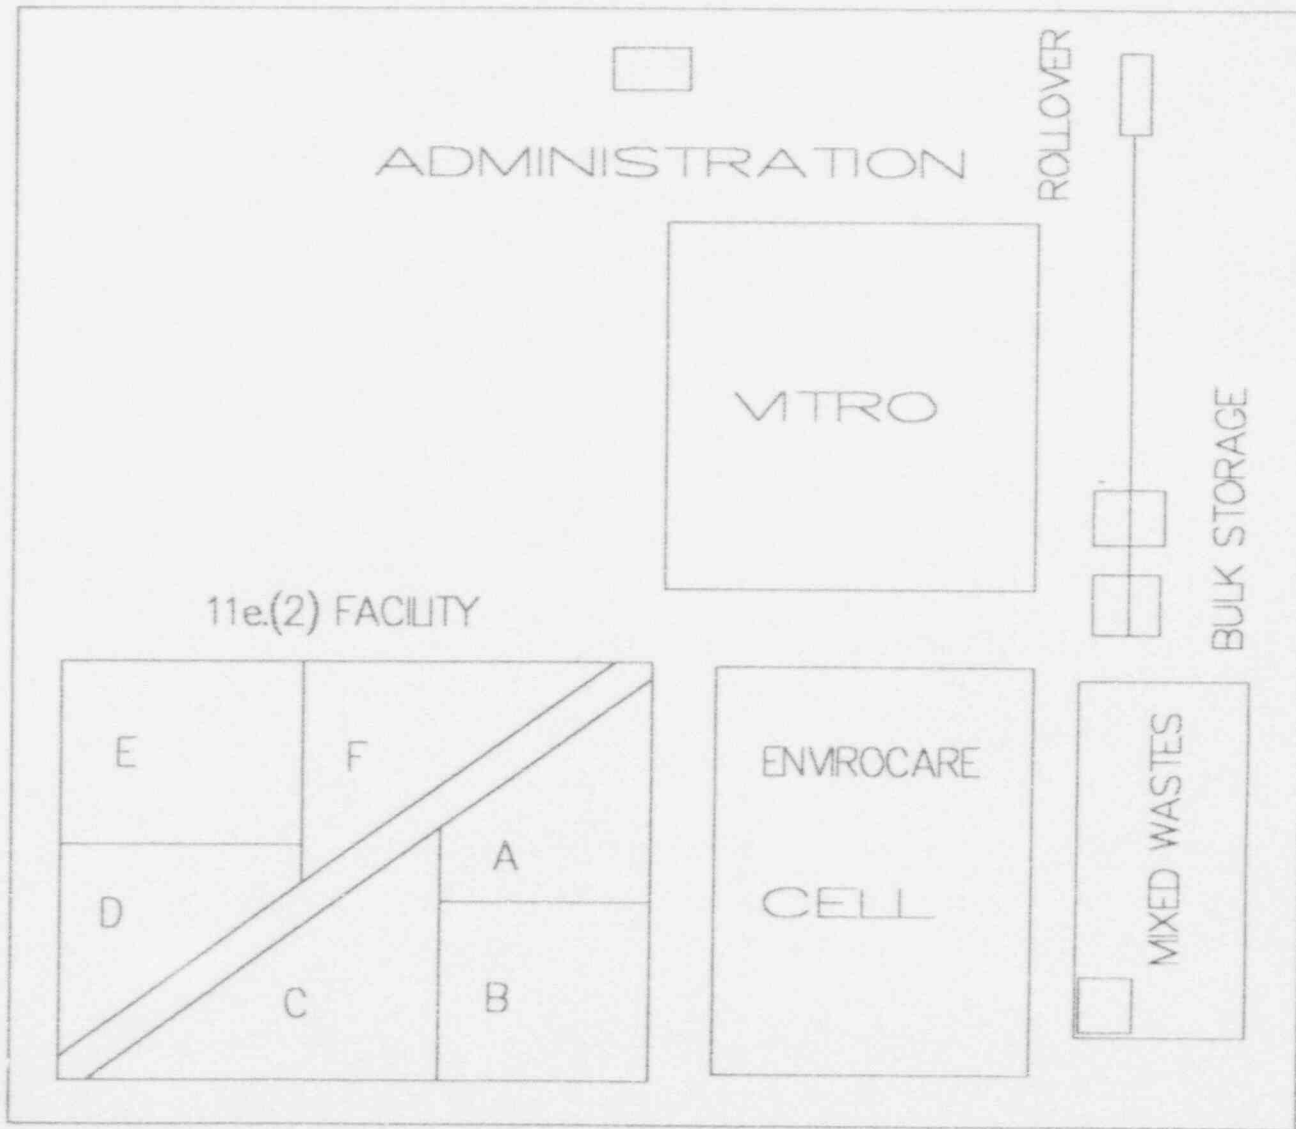 ROLLOVER
ADMINISTRATION
VITRO
BULK STORAGE
11e.(2) FACILITY
E
F
ENVIROCARE
A
CELL
D
MIXED WASTES
C
B